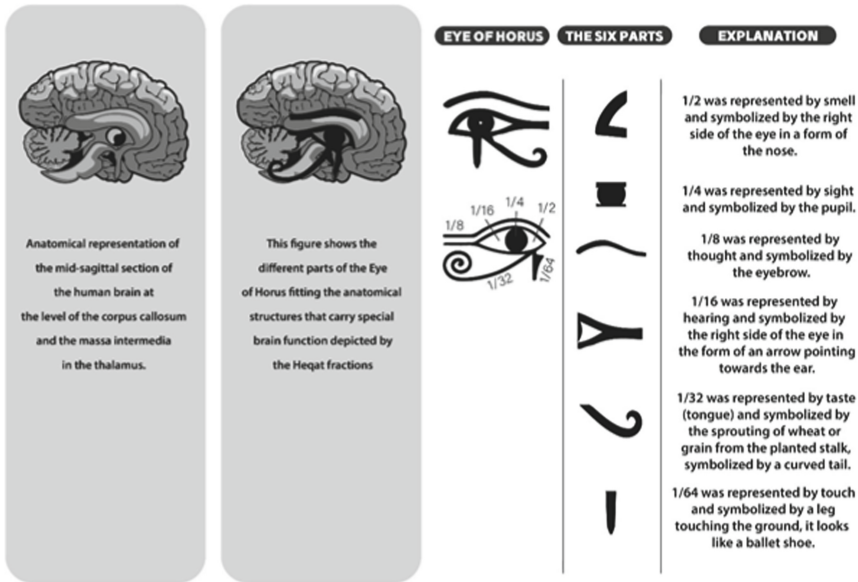 Anatomical representation of
the mid-sagittal section of
the human brain at
the level of the corpus callosum
and the massa intermedia
in the thalamus.
This figure shows the
different parts of the Eye
of Horus fitting the anatomical
structures that carry special
brain function depicted by
the Heqat fractions
EYE OF HORUS
1/8
1/16
1/4
1/2
1/32
1/64
THE SIX PARTS
EXPLANATION
1/2 was represented by smell
and symbolized by the right
side of the eye in a form of
the nose.
1/4 was represented by sight
and symbolized by the pupil.
1/8 was represented by
thought and symbolized by
the eyebrow.
1/16 was represented by
hearing and symbolized by
the right side of the eye in
the form of an arrow pointing
towards the ear.
1/32 was represented by taste
(tongue) and symbolized by
the sprouting of wheat or
grain from the planted stalk,
symbolized by a curved tail.
1/64 was represented by touch
and symbolized by a leg
touching the ground, it looks
like a ballet shoe.